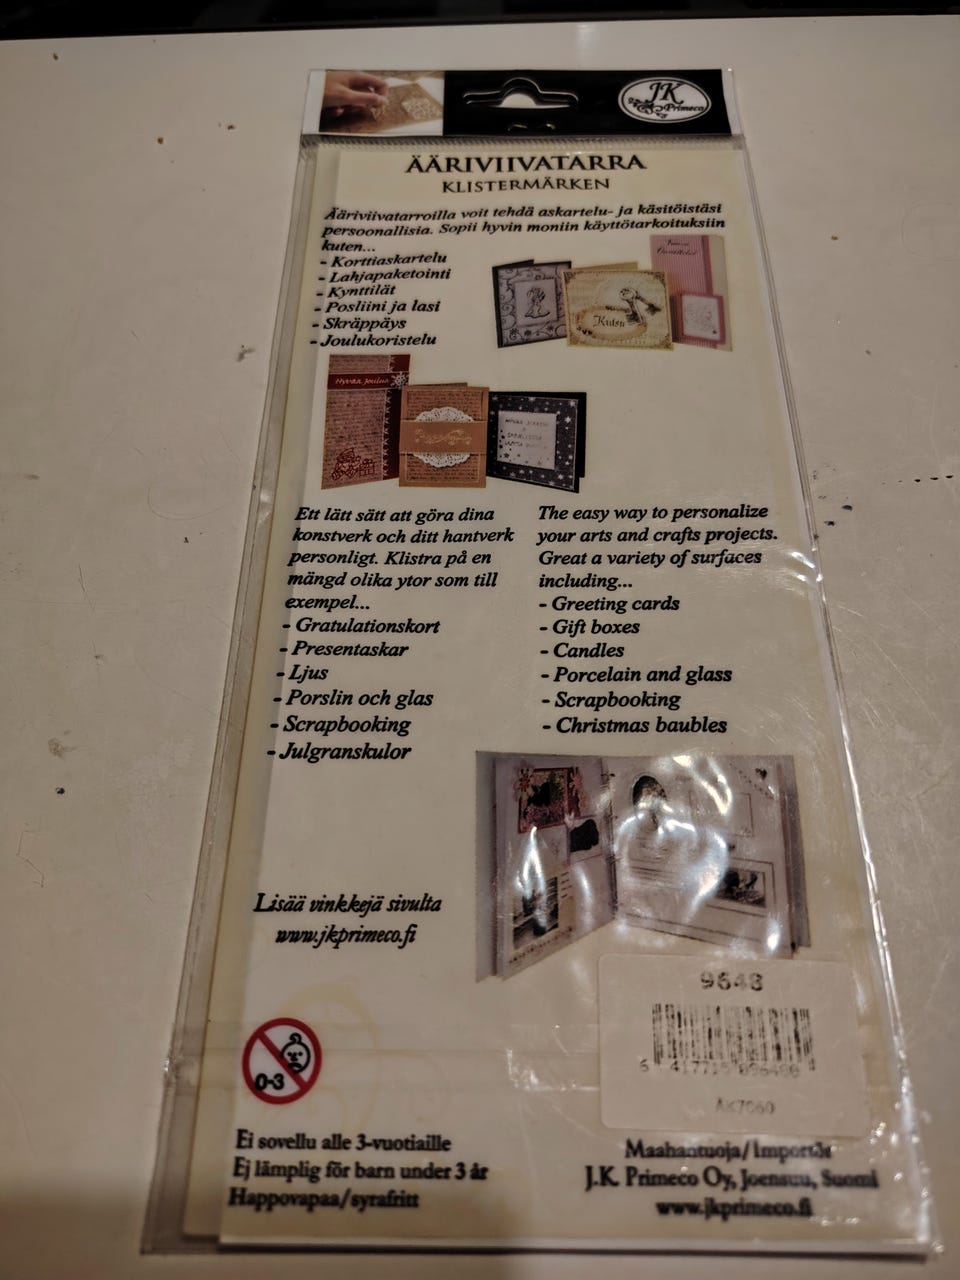 JK
Primeco
ÄÄRIVIIVATARRA
KLISTERMÄRKEN
Ääriviivatarroilla voit tehdä askartelu- ja käsitöistäsi
persoonallisia. Sopii hyvin moniin käyttötarkoituksiin
kuten...
- Korttiaskartelu
- Lahjapaketointi
- Kynttilät
- Posliini ja lasi
- Skräppäys
- Joulukoristelu
Kutsu
Hyvää Joulua
Ett lätt sätt att göra dina
konstverk och ditt hantverk
personligt. Klistra på en
mängd olika ytor som till
exempel...
- Gratulationskort
- Presentaskar
- Ljus
- Porslin och glas
- Scrapbooking
- Julgranskulor
The easy way to personalize
your arts and crafts projects.
Great a variety of surfaces
including...
- Greeting cards
- Gift boxes
- Candles
- Porcelain and glass
- Scrapbooking
- Christmas baubles
Lisää vinkkejä sivulta
www.jkprimeco.fi
9648
0-3
Ei sovellu alle 3-vuotiaille
Ej lämplig för barn under 3 år
Happovapaa/syrafritt
Maahantuoja/Importör
J.K. Primeco Oy, Joensuu, Suomi
www.jkprimeco.fi